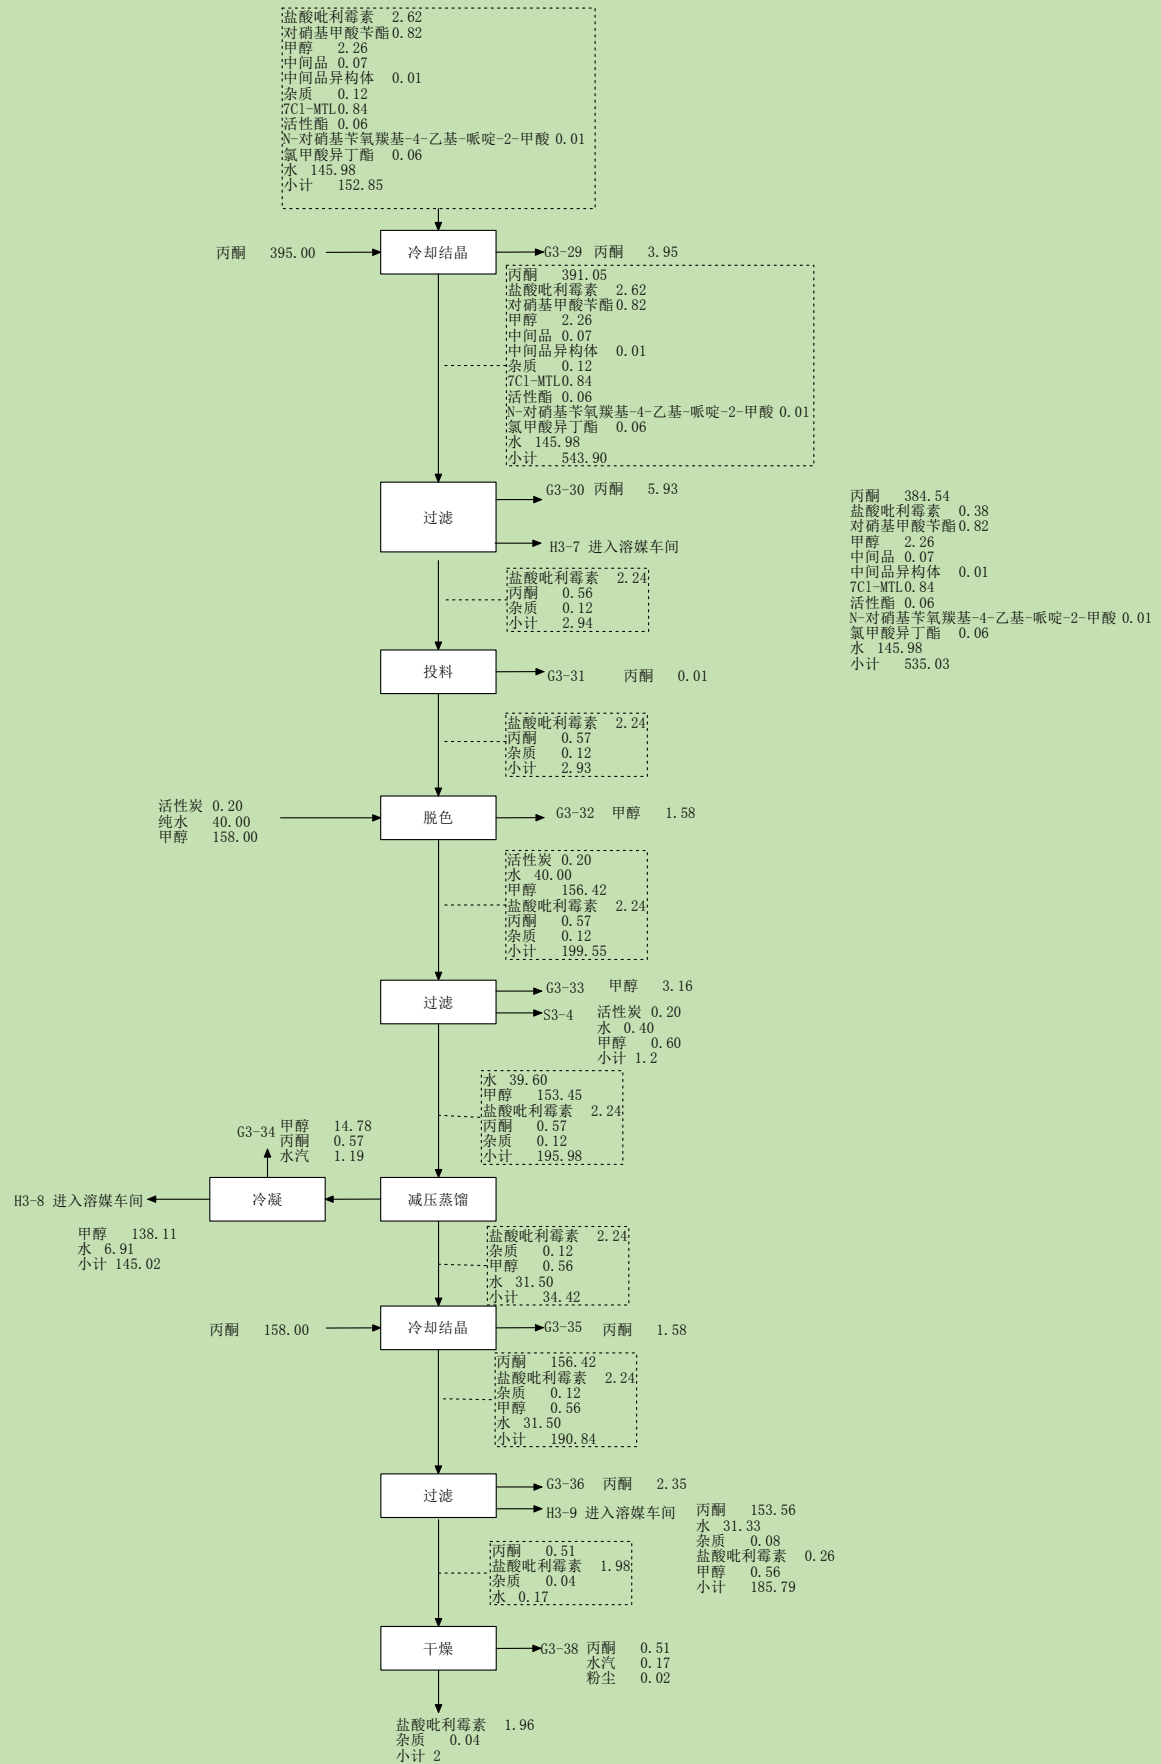 盐酸吡利霉素 2.62
对硝基甲酸苄酯0.82
甲醇 2.26
中间品 0.07
中间品异构体 0.01
杂质 0.12
7Cl-MTL0.84
活性酯 0.06
N-对硝基苄氧羰基-4-乙基-哌啶-2-甲酸 0.01
氯甲酸异丁酯 0.06
水 145.98
小计 152.85
丙酮 395.00
冷却结晶
G3-29 丙酮 3.95
丙酮 391.05
盐酸吡利霉素 2.62
对硝基甲酸苄酯0.82
甲醇 2.26
中间品 0.07
中间品异构体 0.01
杂质 0.12
7Cl-MTL0.84
活性酯 0.06
N-对硝基苄氧羰基-4-乙基-哌啶-2-甲酸 0.01
氯甲酸异丁酯 0.06
水 145.98
小计 543.90
过滤
G3-30 丙酮 5.93
H3-7 进入溶媒车间
丙酮 384.54
盐酸吡利霉素 0.38
对硝基甲酸苄酯0.82
甲醇 2.26
中间品 0.07
中间品异构体 0.01
7Cl-MTL0.84
活性酯 0.06
N-对硝基苄氧羰基-4-乙基-哌啶-2-甲酸 0.01
氯甲酸异丁酯 0.06
水 145.98
小计 535.03
盐酸吡利霉素 2.24
丙酮 0.56
杂质 0.12
小计 2.94
投料
G3-31 丙酮 0.01
盐酸吡利霉素 2.24
丙酮 0.57
杂质 0.12
小计 2.93
活性炭 0.20
纯水 40.00
甲醇 158.00
脱色
G3-32 甲醇 1.58
活性炭 0.20
水 40.00
甲醇 156.42
盐酸吡利霉素 2.24
丙酮 0.57
杂质 0.12
小计 199.55
过滤
G3-33 甲醇 3.16
S3-4
活性炭 0.20
水 0.40
甲醇 0.60
小计 1.2
水 39.60
甲醇 153.45
盐酸吡利霉素 2.24
丙酮 0.57
杂质 0.12
小计 195.98
G3-34
甲醇 14.78
丙酮 0.57
水汽 1.19
H3-8 进入溶媒车间
冷凝
减压蒸馏
甲醇 138.11
水 6.91
小计 145.02
盐酸吡利霉素 2.24
杂质 0.12
甲醇 0.56
水 31.50
小计 34.42
丙酮 158.00
冷却结晶
G3-35 丙酮 1.58
丙酮 156.42
盐酸吡利霉素 2.24
杂质 0.12
甲醇 0.56
水 31.50
小计 190.84
过滤
G3-36 丙酮 2.35
H3-9 进入溶媒车间
丙酮 153.56
水 31.33
杂质 0.08
盐酸吡利霉素 0.26
甲醇 0.56
小计 185.79
丙酮 0.51
盐酸吡利霉素 1.98
杂质 0.04
水 0.17
干燥
G3-38
丙酮 0.51
水汽 0.17
粉尘 0.02
盐酸吡利霉素 1.96
杂质 0.04
小计 2